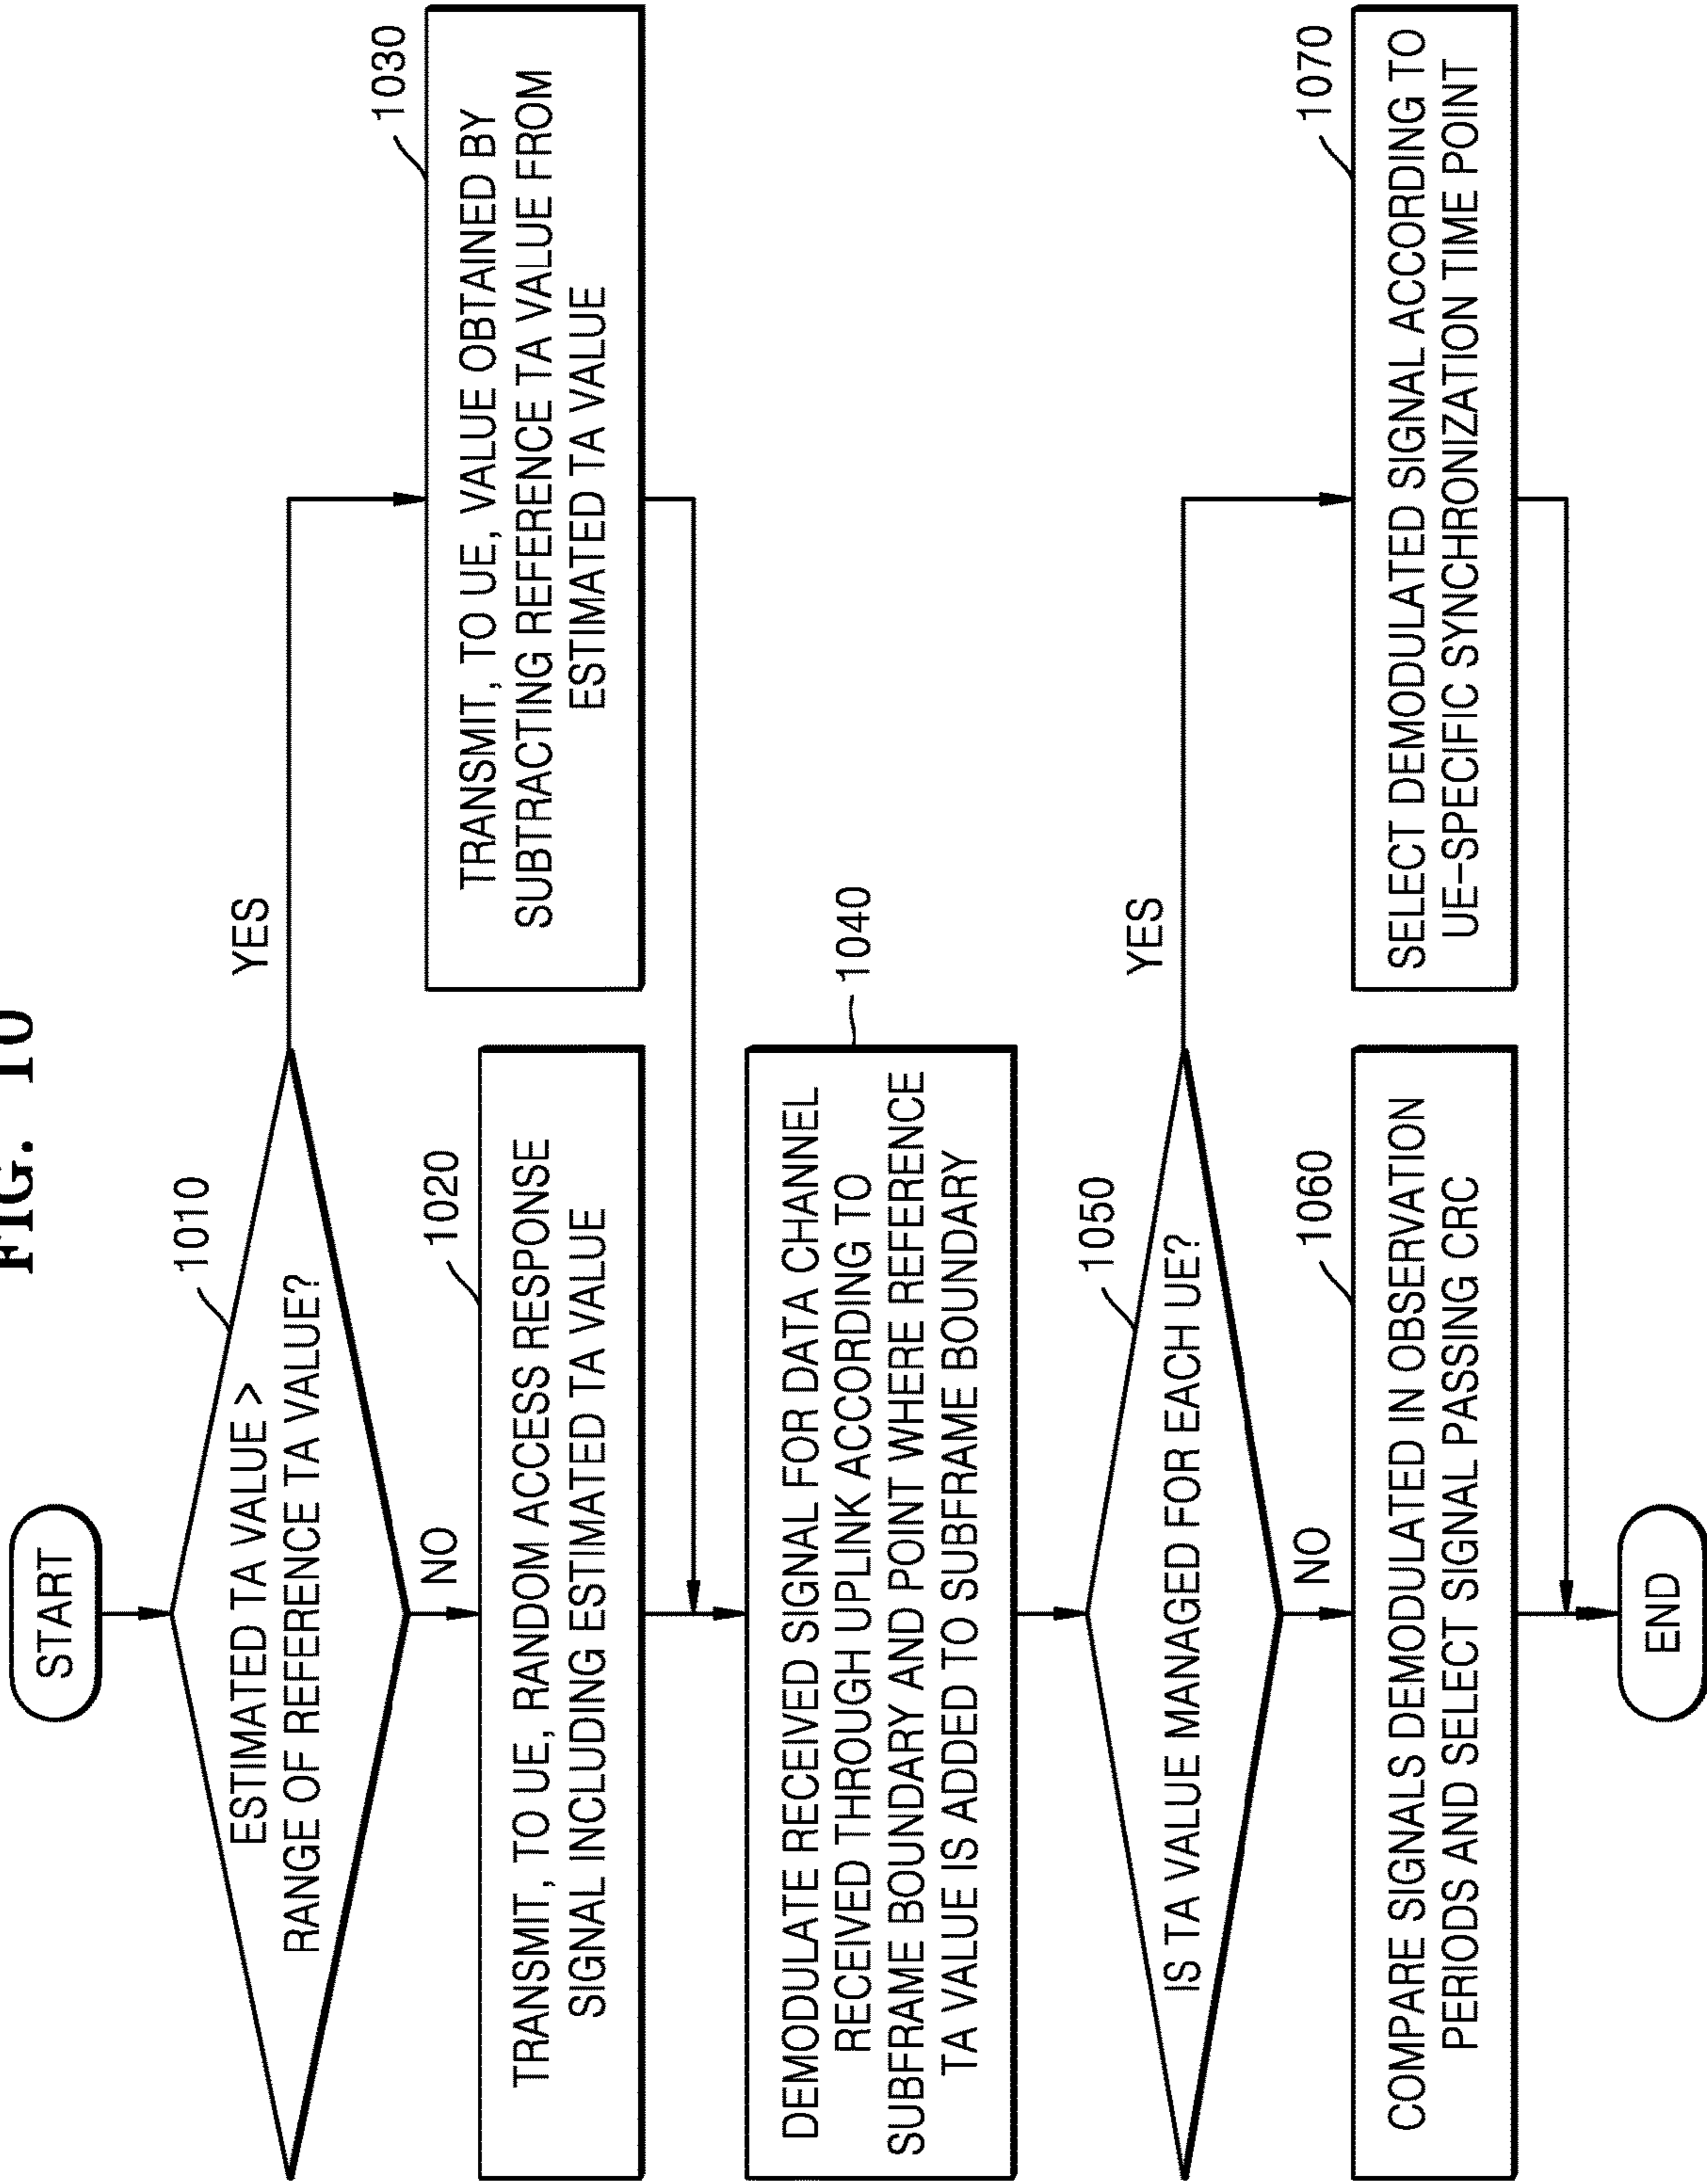 FIG. 10
START
1010
ESTIMATED TA VALUE >
RANGE OF REFERENCE TA VALUE?
YES
NO
1020
TRANSMIT, TO UE, RANDOM ACCESS RESPONSE
SIGNAL INCLUDING ESTIMATED TA VALUE
1030
TRANSMIT, TO UE, VALUE OBTAINED BY
SUBTRACTING REFERENCE TA VALUE FROM
ESTIMATED TA VALUE
1040
DEMODULATE RECEIVED SIGNAL FOR DATA CHANNEL
RECEIVED THROUGH UPLINK ACCORDING TO
SUBFRAME BOUNDARY AND POINT WHERE REFERENCE
TA VALUE IS ADDED TO SUBFRAME BOUNDARY
1050
IS TA VALUE MANAGED FOR EACH UE?
YES
NO
1060
COMPARE SIGNALS DEMODULATED IN OBSERVATION
PERIODS AND SELECT SIGNAL PASSING CRC
1070
SELECT DEMODULATED SIGNAL ACCORDING TO
UE-SPECIFIC SYNCHRONIZATION TIME POINT
END